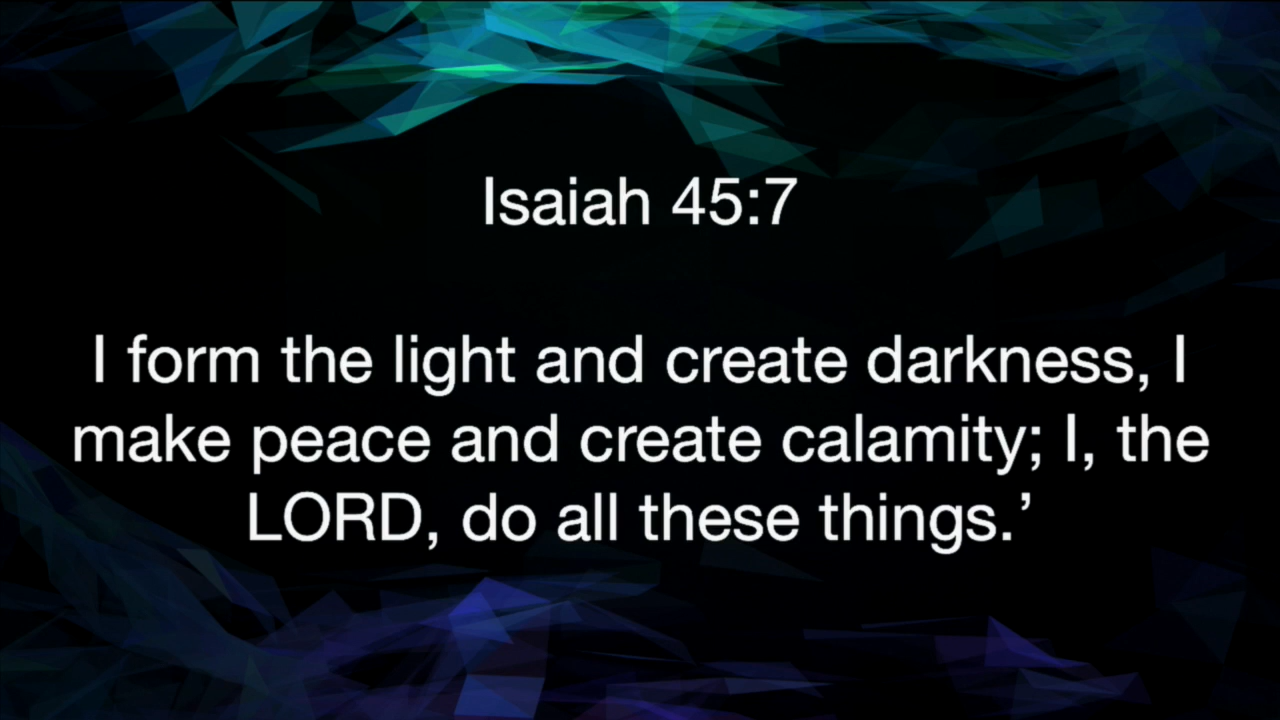 Isaiah 45:7
I form the light and create darkness, I
make peace and create calamity; I, the
LORD, do all these things.’